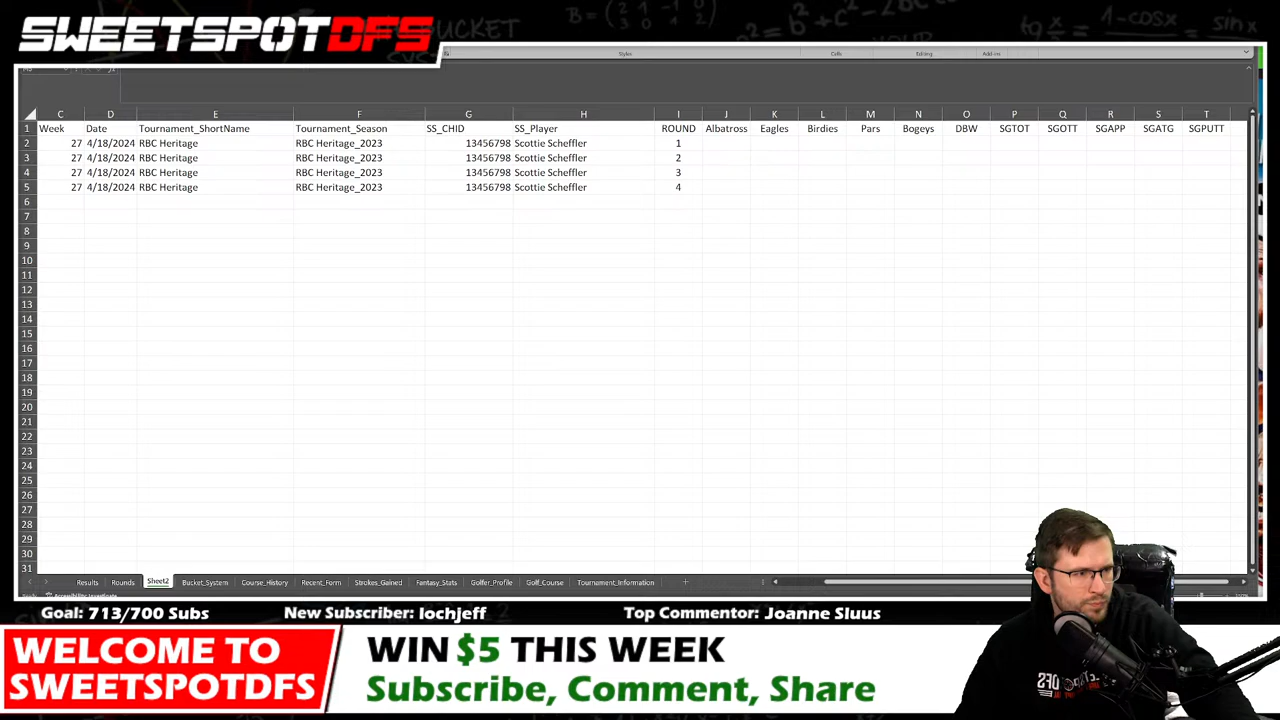 SWEETSPOTDFS
BUCKET
Styles Cells Editing Add-ins
C D E F G H I J K L M N O P Q R S T
1 Week Date Tournament_ShortName Tournament_Season SS_CHID SS_Player ROUND Albatross Eagles Birdies Pars Bogeys DBW SGTOT SGOTT SGAPP SGATG SGPUTT
2 27 4/18/2024 RBC Heritage RBC Heritage_2023 13456798 Scottie Scheffler 1
3 27 4/18/2024 RBC Heritage RBC Heritage_2023 13456798 Scottie Scheffler 2
4 27 4/18/2024 RBC Heritage RBC Heritage_2023 13456798 Scottie Scheffler 3
5 27 4/18/2024 RBC Heritage RBC Heritage_2023 13456798 Scottie Scheffler 4
6
7
8
9
10
11
12
13
14
15
16
17
18
19
20
21
22
23
24
25
26
27
28
29
30
31
Results Rounds Sheet2 Bucket_System Course_History Recent_Form Strokes_Gained Fantasy_Stats Golfer_Profile Golf_Course Tournament_Information
Goal: 713/700 Subs New Subscriber: lochjeff Top Commentor: Joanne Sluus
WELCOME TO
SWEETSPOTDFS
WIN $5 THIS WEEK
Subscribe, Comment, Share